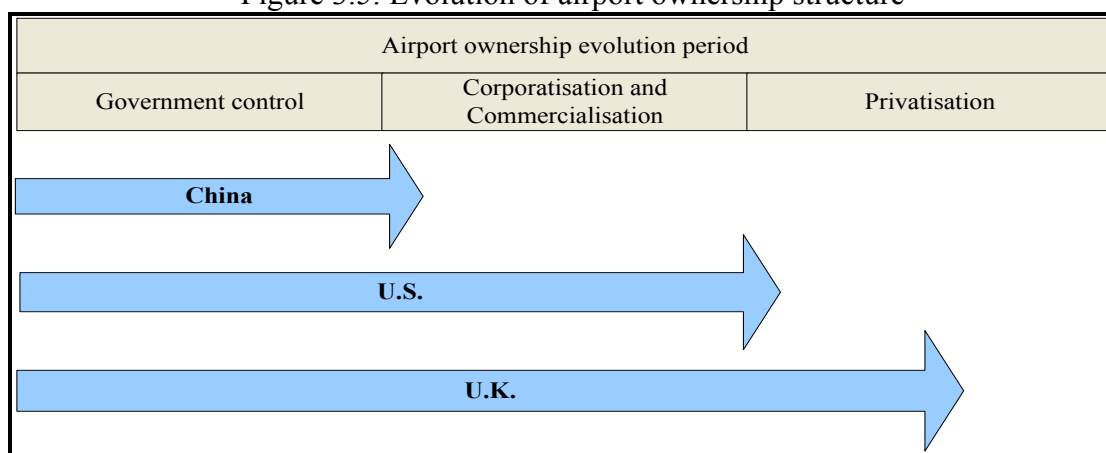 Figure Evolution of airport ownership structure
Airport ownership evolution period
Government control
Corporatisation and
Commercialisation
Privatisation
China
U.S.
U.K.